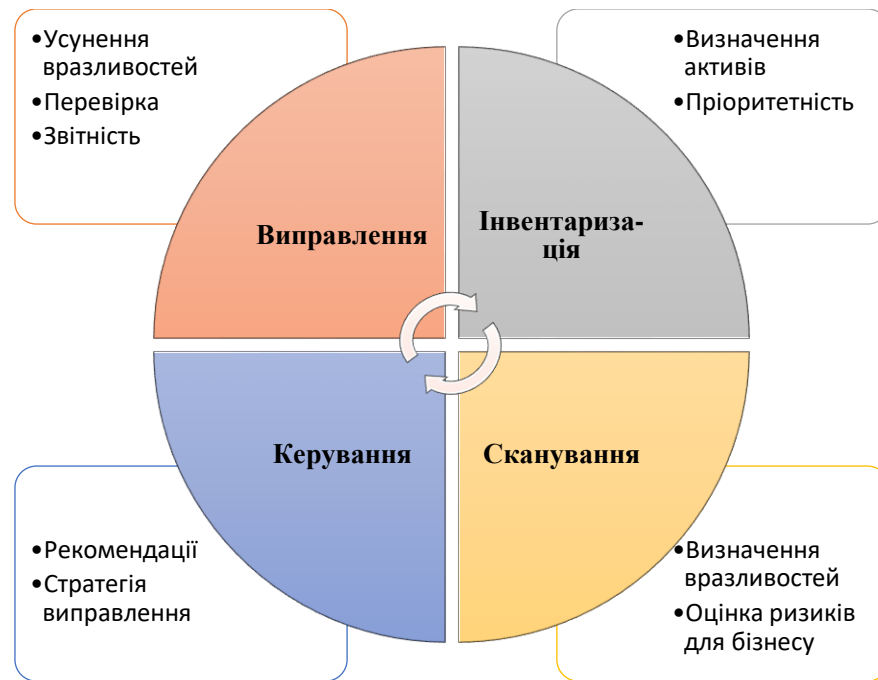 •Усунення
вразливостей
•Перевірка
•Звітність
•Визначення
активів
•Пріоритетність
Виправлення
Інвентариза-
ція
Керування
Сканування
•Рекомендації
•Стратегія
виправлення
•Визначення
вразливостей
•Оцінка ризиків
для бізнесу